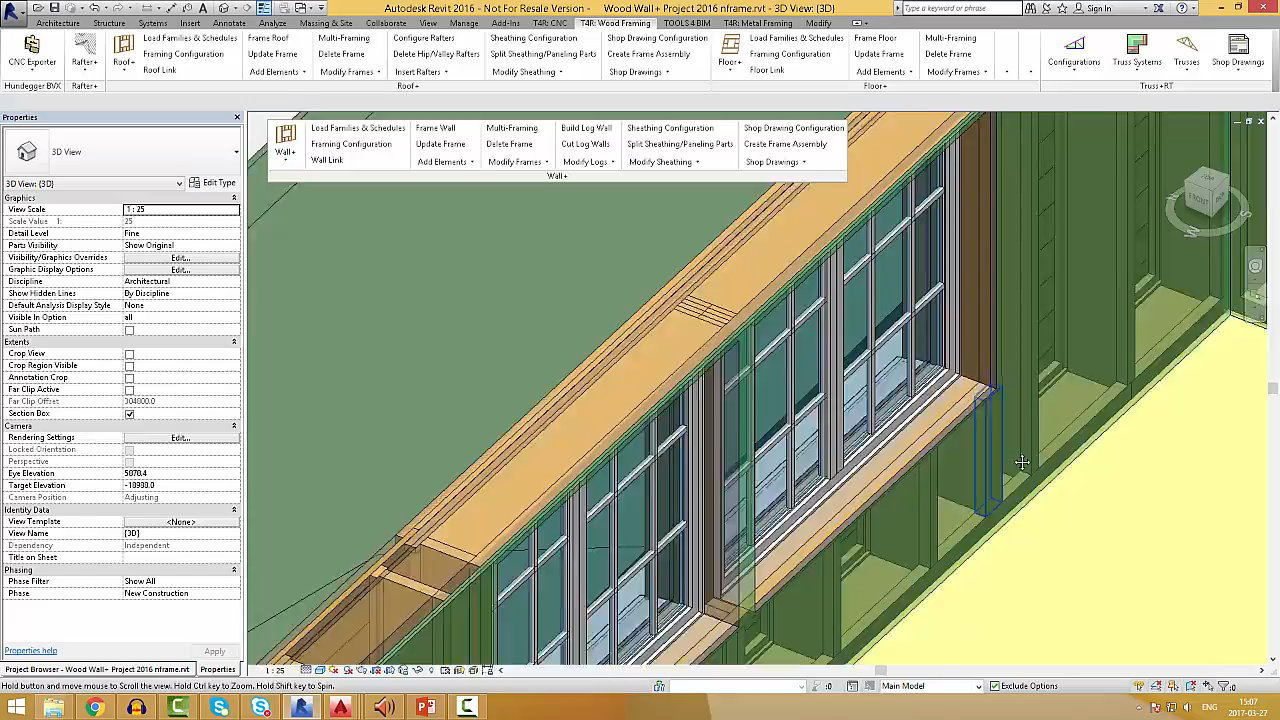 Autodesk Revit 2016 - Not For Resale Version - Wood Wall+ Project 2016 nframe.rvt - 3D View: {3D}
Type a keyword or phrase
Sign In
Architecture Structure Systems Insert Annotate Analyze Massing & Site Collaborate View Manage Add-Ins T4R: CNC T4R: Wood Framing TOOLS 4 BIM T4R: Metal Framing Modify
CNC Exporter
Hundegger BVX
Rafter+
Rafter+
Roof+
Load Families & Schedules
Framing Configuration
Roof Link
Frame Roof
Update Frame
Add Elements
Multi-Framing
Delete Frame
Modify Frames
Configure Rafters
Delete Hip/Valley Rafters
Insert Rafters
Sheathing Configuration
Split Sheathing/Paneling Parts
Modify Sheathing
Shop Drawing Configuration
Create Frame Assembly
Shop Drawings
Roof+
Floor+
Load Families & Schedules
Framing Configuration
Floor Link
Frame Floor
Update Frame
Add Elements
Multi-Framing
Delete Frame
Modify Frames
Floor+
Configurations
Truss Systems
Trusses
Shop Drawings
Truss+RT
Wall+
Load Families & Schedules
Framing Configuration
Wall Link
Frame Wall
Update Frame
Add Elements
Multi-Framing
Delete Frame
Modify Frames
Build Log Wall
Cut Log Walls
Modify Logs
Sheathing Configuration
Split Sheathing/Paneling Parts
Modify Sheathing
Shop Drawing Configuration
Create Frame Assembly
Shop Drawings
Wall+
Properties
3D View
3D View: {3D}
Edit Type
Graphics
View Scale 1 : 25
Scale Value 1: 25
Detail Level Fine
Parts Visibility Show Original
Visibility/Graphics Overrides Edit...
Graphic Display Options Edit...
Discipline Architectural
Show Hidden Lines By Discipline
Default Analysis Display Style None
Visible In Option all
Sun Path
Extents
Crop View
Crop Region Visible
Annotation Crop
Far Clip Active
Far Clip Offset 304800.0
Section Box
Camera
Rendering Settings Edit...
Locked Orientation
Perspective
Eye Elevation 5878.4
Target Elevation -18988.0
Camera Position Adjusting
Identity Data
View Template <None>
View Name {3D}
Dependency Independent
Title on Sheet
Phasing
Phase Filter Show All
Phase New Construction
Properties help
Apply
Project Browser - Wood Wall+ Project 2016 nframe.rvt
Properties
1 : 25
FRONT
Hold button and move mouse to Scroll the view. Hold Ctrl key to Zoom. Hold Shift key to Spin.
:0
Main Model
Exclude Options
:0
ENG
15:07
2017-03-27